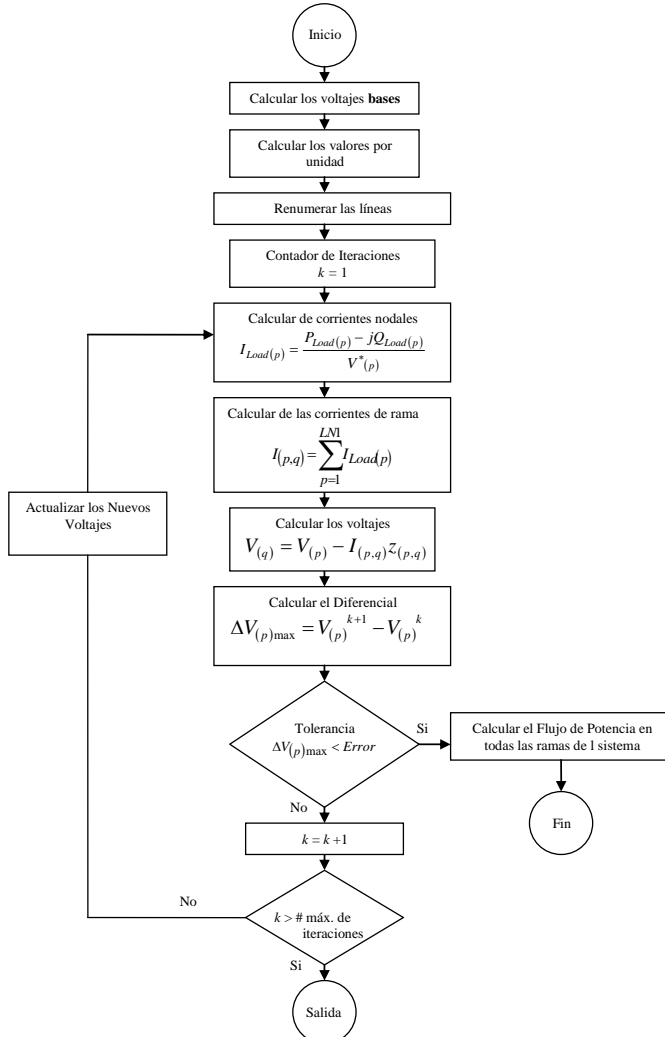 Inicio
Calcular los voltajes bases
Calcular los valores por
unidad
Renumerar las líneas
Contador de Iteraciones
k = 1
Calcular de corrientes nodales
I_{Load(p)} = \frac{P_{Load(p)} - jQ_{Load(p)}}{V^*_{(p)}}
Calcular de las corrientes de rama
I_{(p,q)} = \sum_{p=1}^{LN1} I_{Load(p)}
Actualizar los Nuevos
Voltajes
Calcular los voltajes
V_{(q)} = V_{(p)} - I_{(p,q)} z_{(p,q)}
Calcular el Diferencial
ΔV_{(p)max} = V_{(p)}^{k+1} - V_{(p)}^{k}
Tolerancia
ΔV_{(p)max} < Error
Si
Calcular el Flujo de Potencia en
todas las ramas de l sistema
Fin
No
k = k +1
No
k > # máx. de
iteraciones
Si
Salida